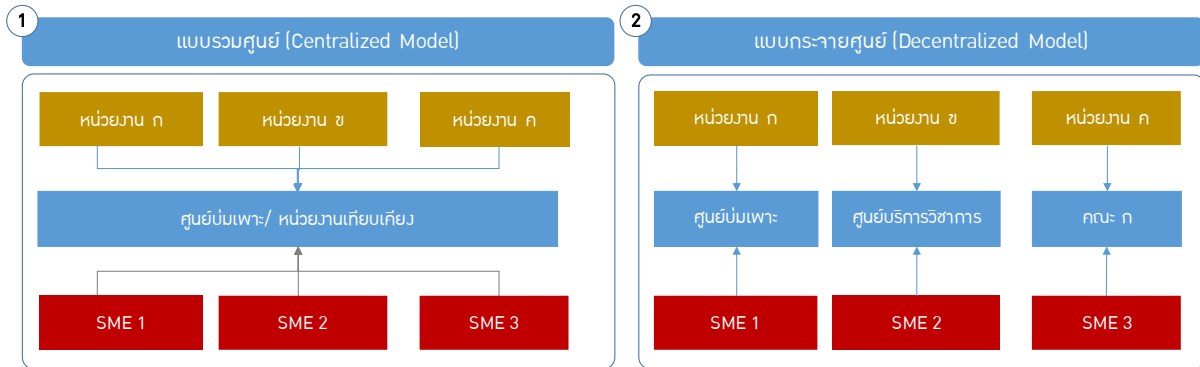 1
แบบรวมศูนย์ (Centralized Model)
หน่วยงาน ก
หน่วยงาน ข
หน่วยงาน ค
ศูนย์บ่มเพาะ/ หน่วยงานเทียบเคียง
SME 1
SME 2
SME 3
2
แบบกระจายศูนย์ (Decentralized Model)
หน่วยงาน ก
หน่วยงาน ข
หน่วยงาน ค
ศูนย์บ่มเพาะ
ศูนย์บริการวิชาการ
คณะ ก
SME 1
SME 2
SME 3